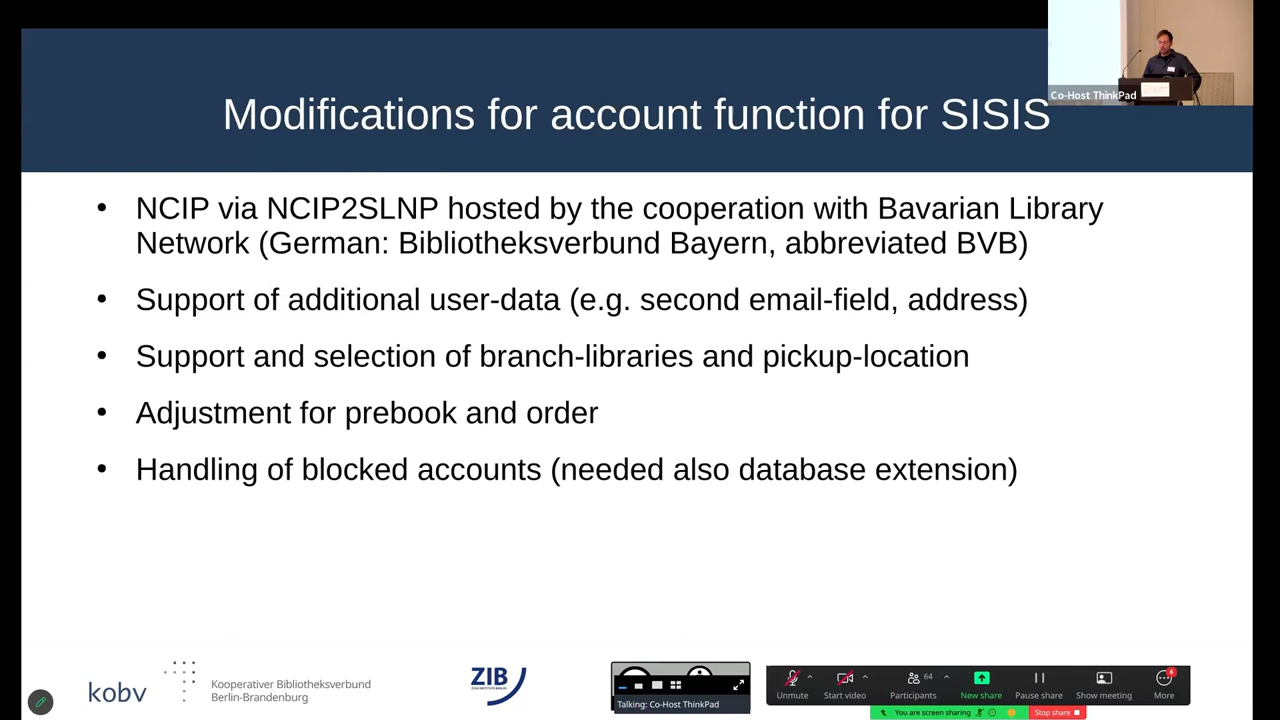 Co-Host ThinkPad
Modifications for account function for SISIS
• NCIP via NCIP2SLNP hosted by the cooperation with Bavarian Library
Network (German: Bibliotheksverbund Bayern, abbreviated BVB)
• Support of additional user-data (e.g. second email-field, address)
• Support and selection of branch-libraries and pickup-location
• Adjustment for prebook and order
• Handling of blocked accounts (needed also database extension)
kobv
Kooperativer Bibliotheksverbund
Berlin-Brandenburg
ZIB
Talking: Co-Host ThinkPad
Unmute
Start video
64
Participants
New share
Pause share
Show meeting
6
More
You are screen sharing
Stop share